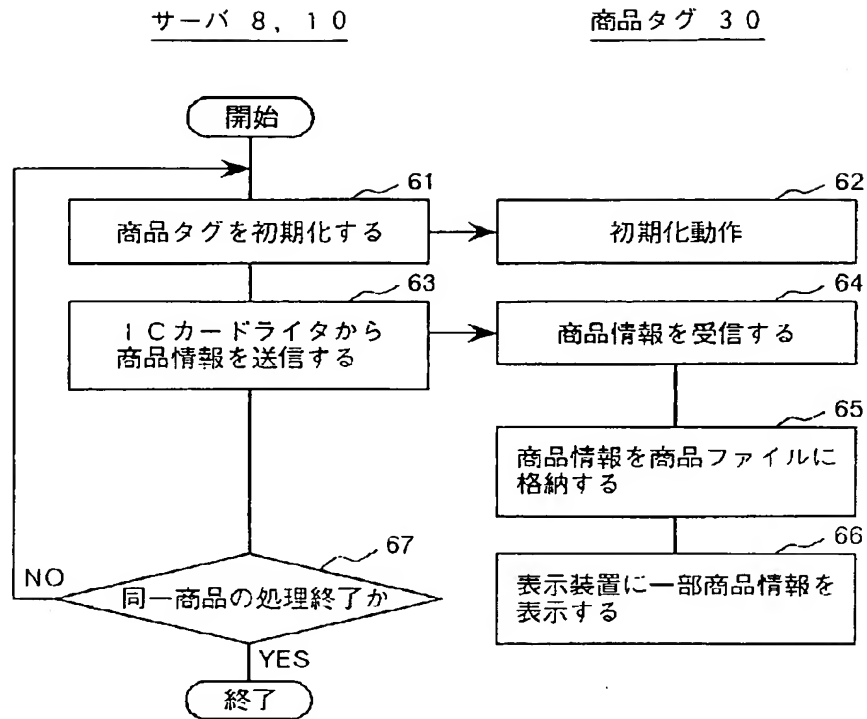 サーバ 8，10
商品タグ 30
開始
61
商品タグを初期化する
62
初期化動作
63
ICカードライタから
商品情報を送信する
64
商品情報を受信する
65
商品情報を商品ファイルに
格納する
66
表示装置に一部商品情報を
表示する
67
同一商品の処理終了か
NO
YES
終了